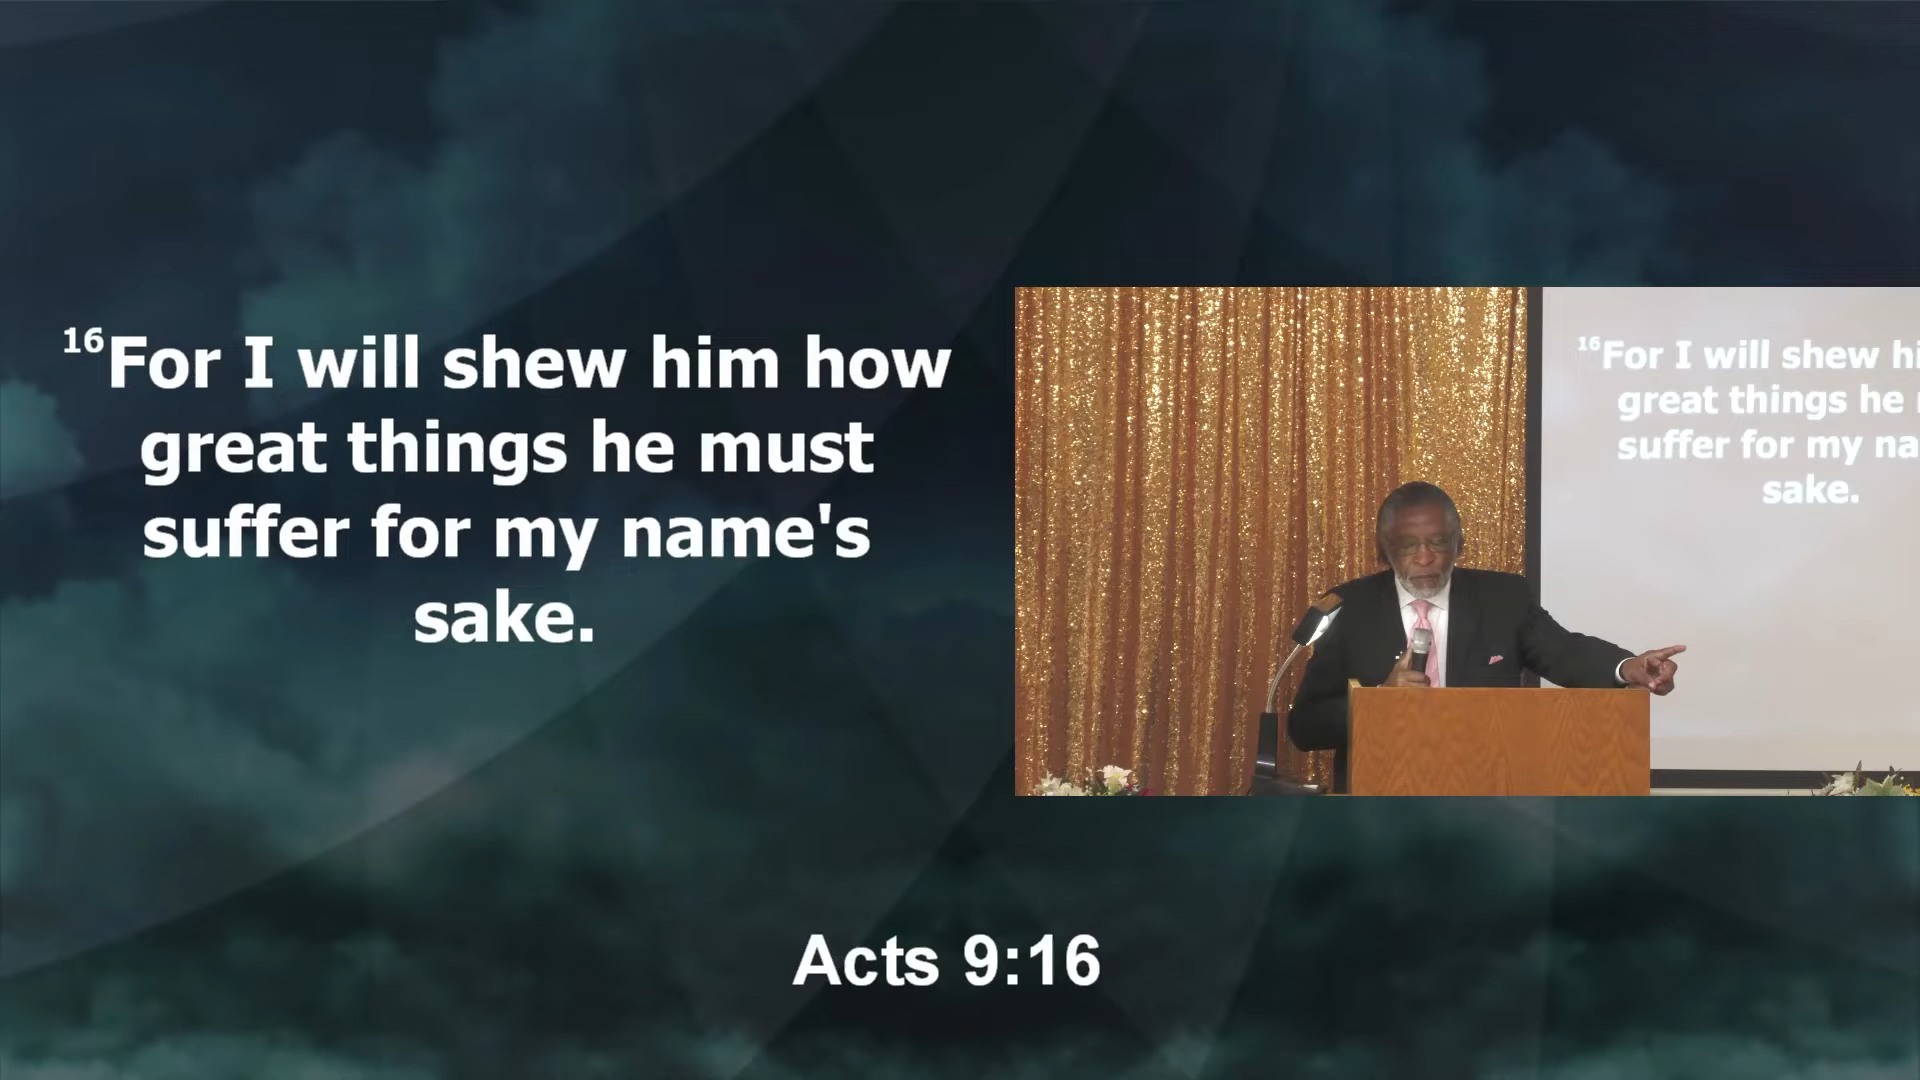 16For I will shew him how
great things he must
suffer for my name's
sake.
16For I will shew hi
great things he
suffer for my na
sake.
Acts 9:16